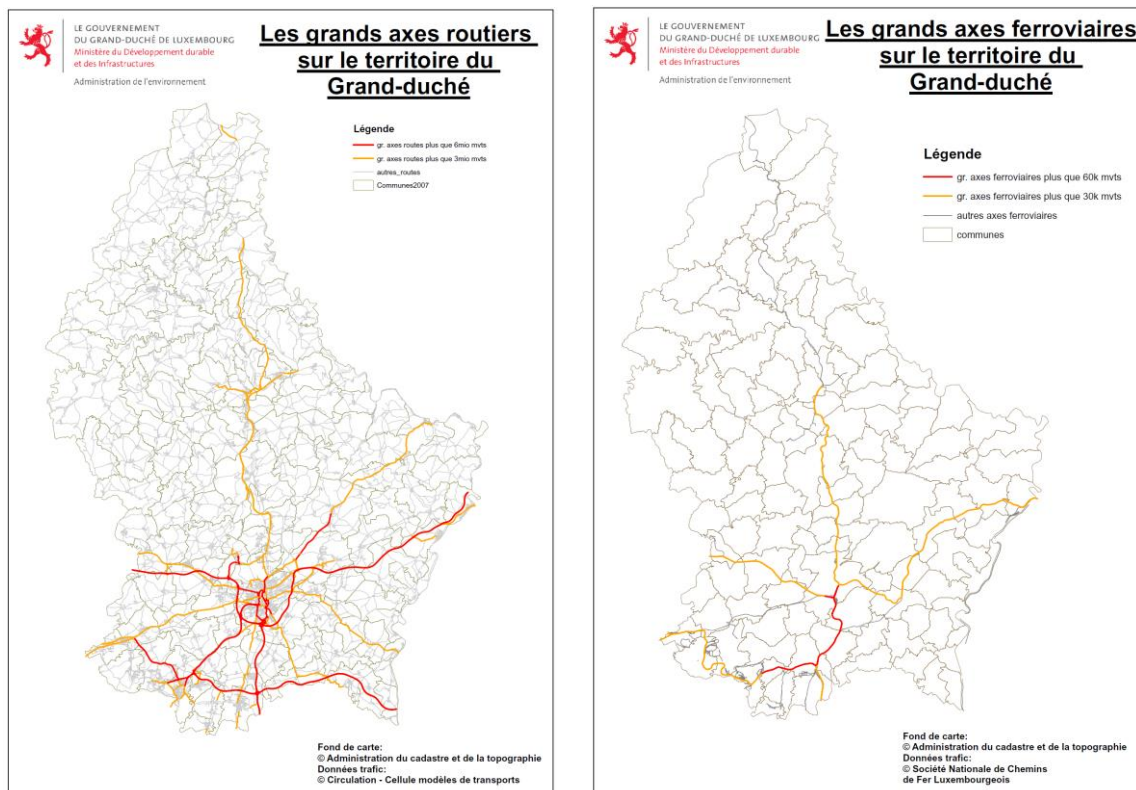 LE GOUVERNEMENT
DU GRAND-DUCHÉ DE LUXEMBOURG
Ministère du Développement durable
et des Infrastructures
Administration de l'environnement
Les grands axes routiers
sur le territoire du
Grand-duché
Légende
gr. axes routes plus que 6mio mvts
gr. axes routes plus que 3mio mvts
autres_routes
Communes2007
Fond de carte:
© Administration du cadastre et de la topographie
Données trafic:
© Circulation - Cellule modèles de transports
LE GOUVERNEMENT
DU GRAND-DUCHÉ DE LUXEMBOURG
Ministère du Développement durable
et des Infrastructures
Administration de l'environnement
Les grands axes ferroviaires
sur le territoire du
Grand-duché
Légende
gr. axes ferroviaires plus que 60k mvts
gr. axes ferroviaires plus que 30k mvts
autres axes ferroviaires
communes
Fond de carte:
© Administration du cadastre et de la topographie
Données trafic:
© Société Nationale de Chemins
de Fer Luxembourgeois